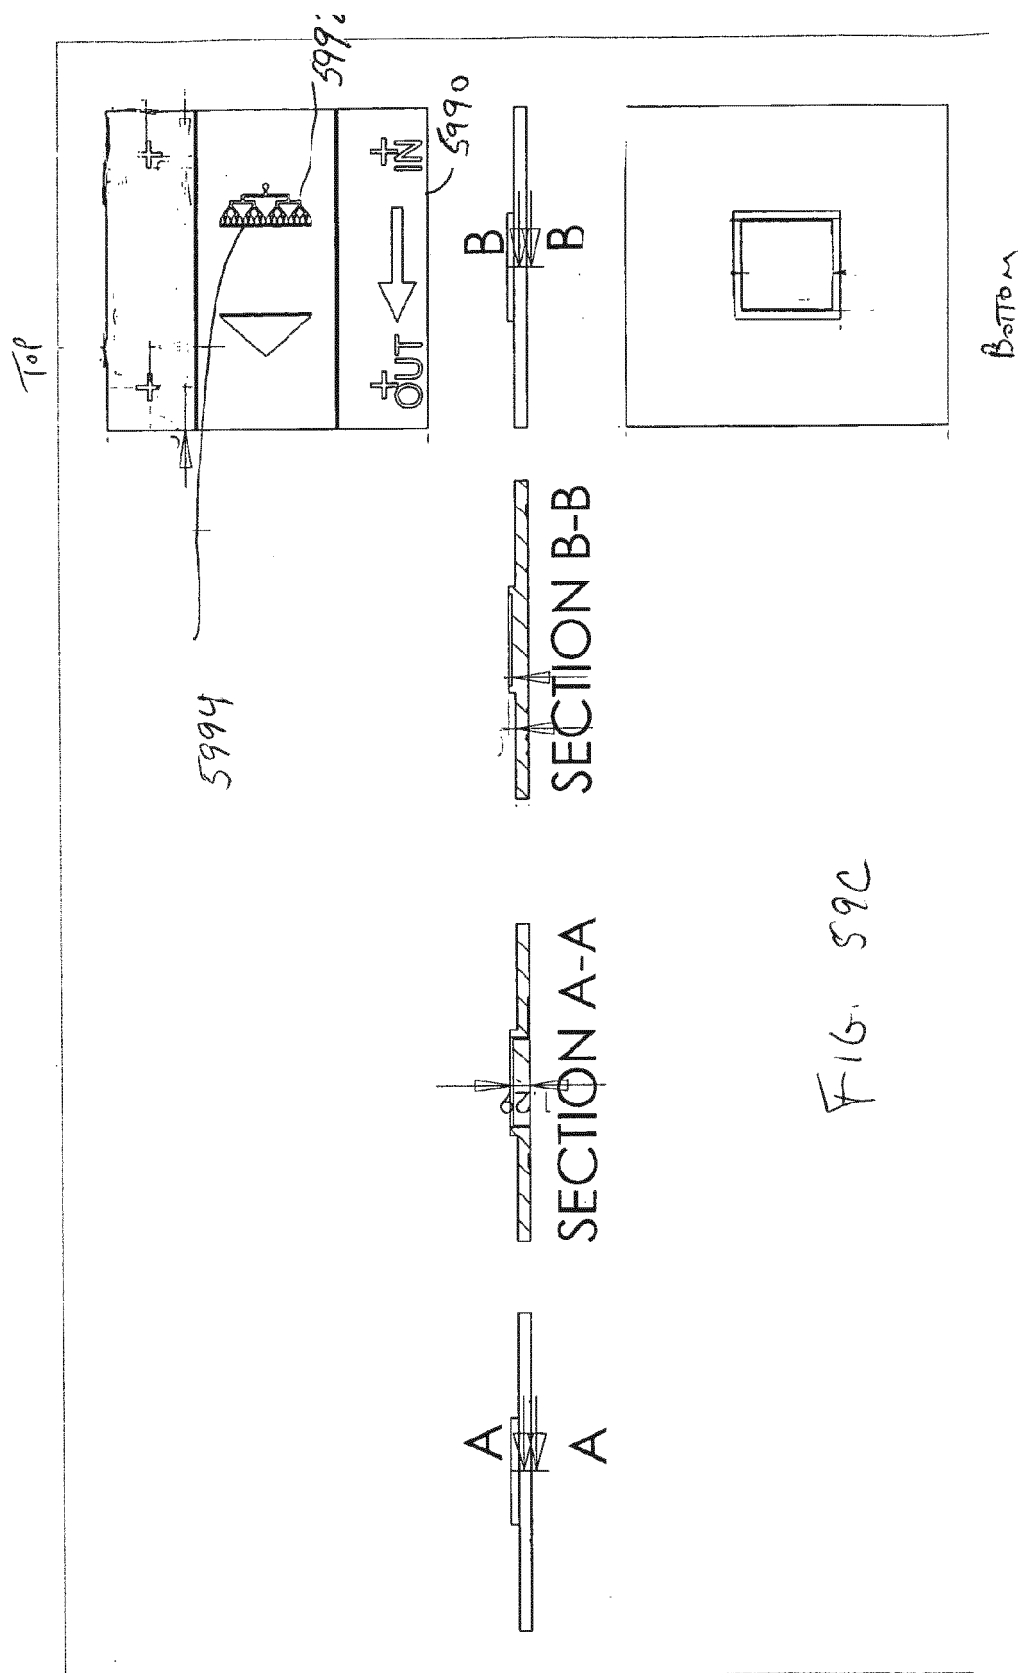 Top
5992
5990
+IN
+OUT
B
B
SECTION B-B
5994
SECTION A-A
A
A
BOTTOM
FIG. 59C